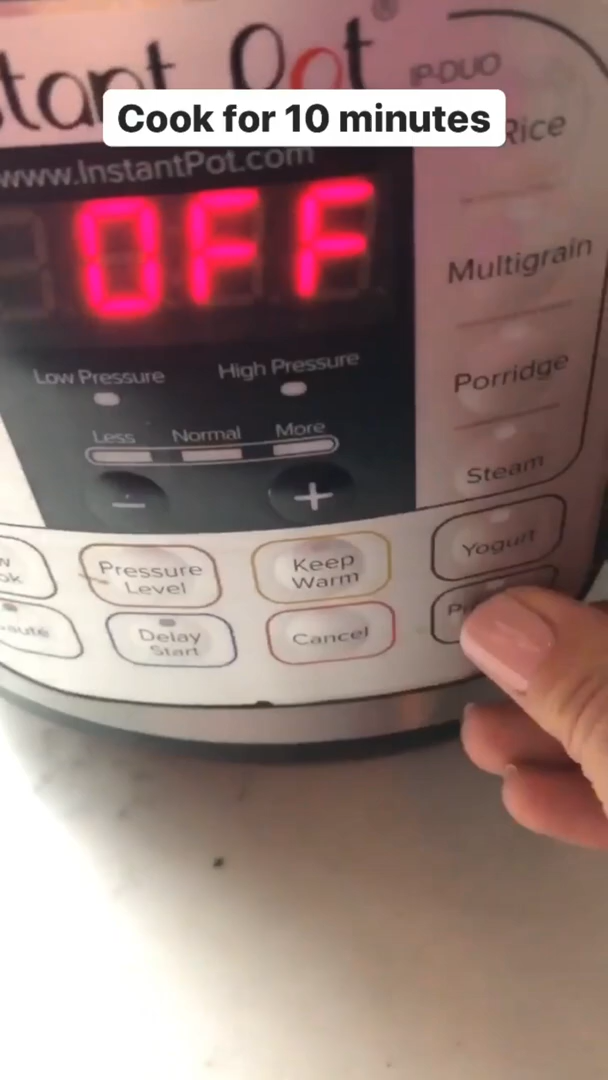 Instant Pot®
IP-DUO
Cook for 10 minutes
Rice
www.InstantPot.com
OFF
Multigrain
Low Pressure
High Pressure
Porridge
Less
Normal
More
Steam
−
+
Yogurt
Pressure
Level
Keep
Warm
Delay
Start
Cancel